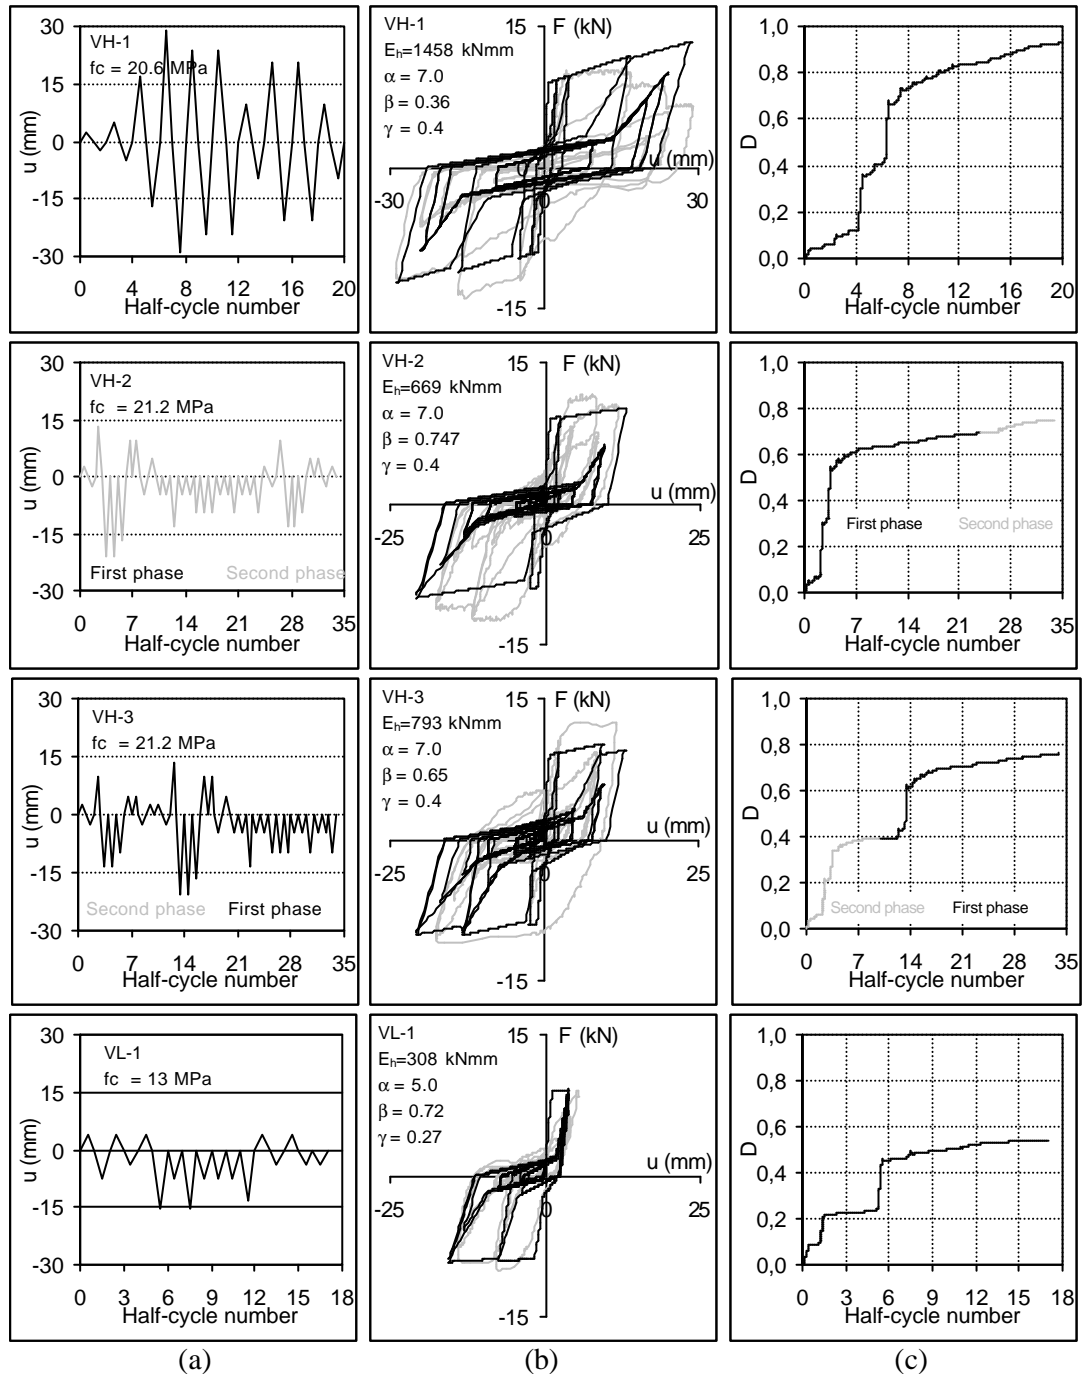 30
15
0
-15
-30
u (mm)
VH-1
fc = 20.6 MPa
0 4 8 12 16 20
Half-cycle number
VH-1
Eh=1458 kNmm
α = 7.0
β = 0.36
γ = 0.4
15 F (kN)
u (mm)
-30 0 30
-15
1,0
0,8
0,6
0,4
0,2
0,0
D
0 4 8 12 16 20
Half-cycle number
30
15
0
-15
-30
u (mm)
VH-2
fc = 21.2 MPa
First phase Second phase
0 7 14 21 28 35
Half-cycle number
VH-2
Eh=669 kNmm
α = 7.0
β = 0.747
γ = 0.4
15 F (kN)
u (mm)
-25 0 25
-15
1,0
0,8
0,6
0,4
0,2
0,0
D
First phase Second phase
0 7 14 21 28 35
Half-cycle number
30
15
0
-15
-30
u (mm)
VH-3
fc = 21.2 MPa
Second phase First phase
0 7 14 21 28 35
Half-cycle number
VH-3
Eh=793 kNmm
α = 7.0
β = 0.65
γ = 0.4
15 F (kN)
u (mm)
-25 0 25
-15
1,0
0,8
0,6
0,4
0,2
0,0
D
Second phase First phase
0 7 14 21 28 35
Half-cycle number
30
15
0
-15
-30
u (mm)
VL-1
fc = 13 MPa
0 3 6 9 12 15 18
Half-cycle number
VL-1
Eh=308 kNmm
α = 5.0
β = 0.72
γ = 0.27
15 F (kN)
u (mm)
-25 0 25
-15
1,0
0,8
0,6
0,4
0,2
0,0
D
0 3 6 9 12 15 18
Half-cycle number
(a) (b) (c)